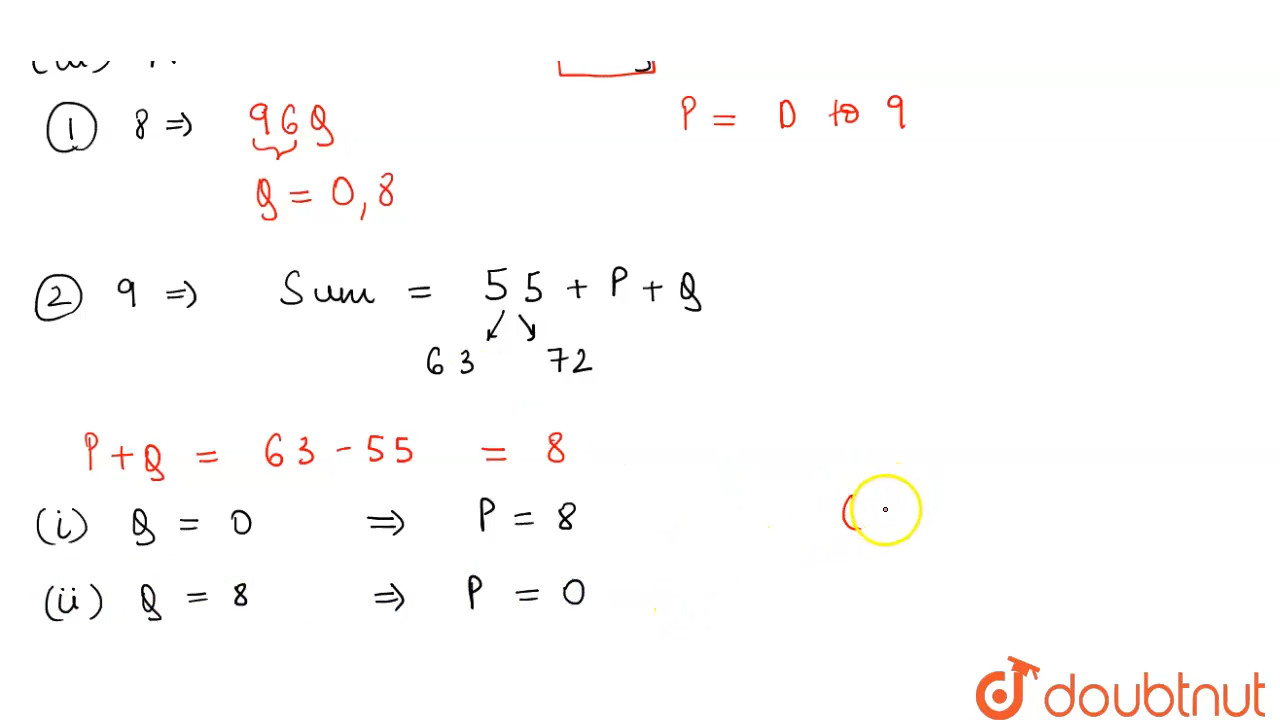 ① 8 ⇒ 96Q P = 0 to 9
Q = 0, 8
② 9 ⇒ Sum = 55 + P + Q
63 72
P + Q = 63 - 55 = 8
(i) Q = 0 ⇒ P = 8
(ii) Q = 8 ⇒ P = 0
doubtnut